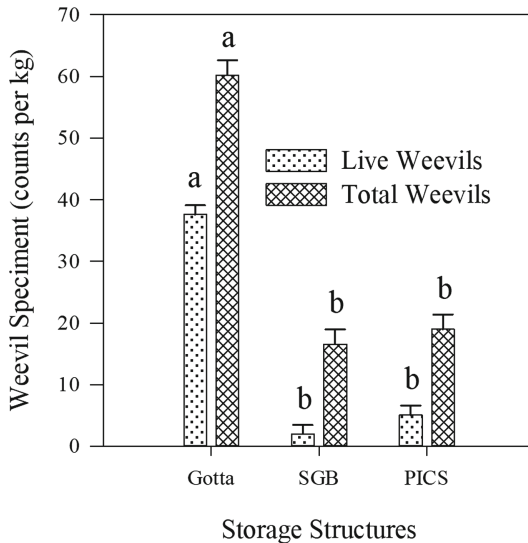 Weevil Speciment (counts per kg)
70
60
50
40
30
20
10
0
a
a
b
b
b
b
Live Weevils
Total Weevils
Gotta
SGB
PICS
Storage Structures